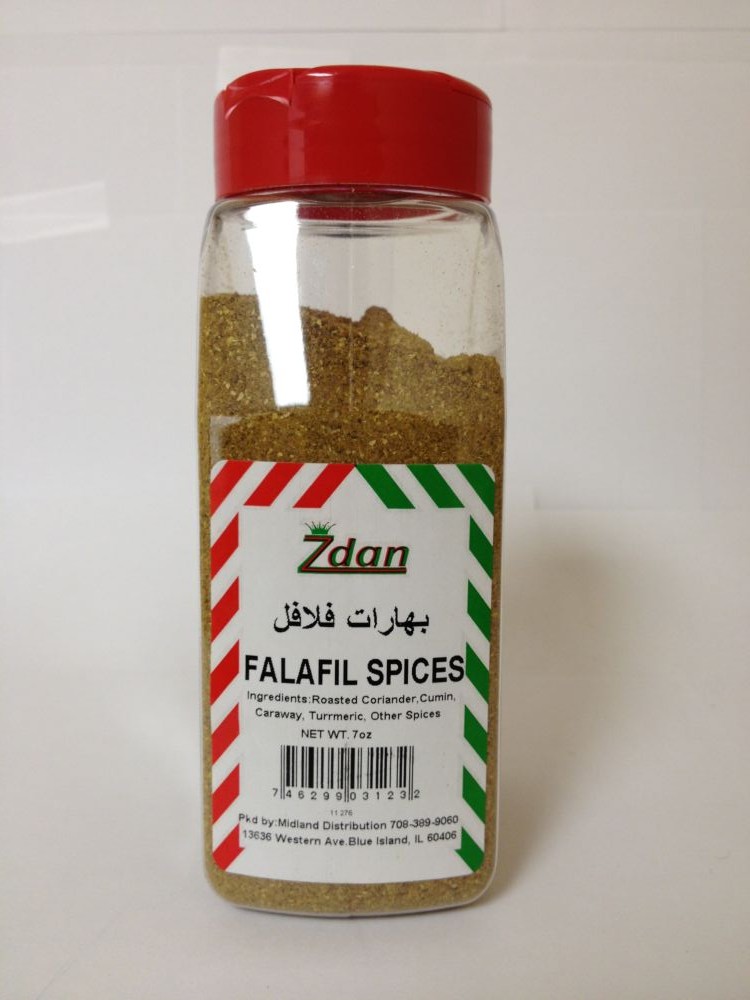 Zdan
بهارات فلافل
FALAFIL SPICES
Ingredients:Roasted Coriander,Cumin,
Caraway, Turrmeric, Other Spices
NET WT. 7oz
7 46299 03123 2
11 276
Pkd by:Midland Distribution 708-389-9060
13636 Western Ave.Blue Island, IL 60406